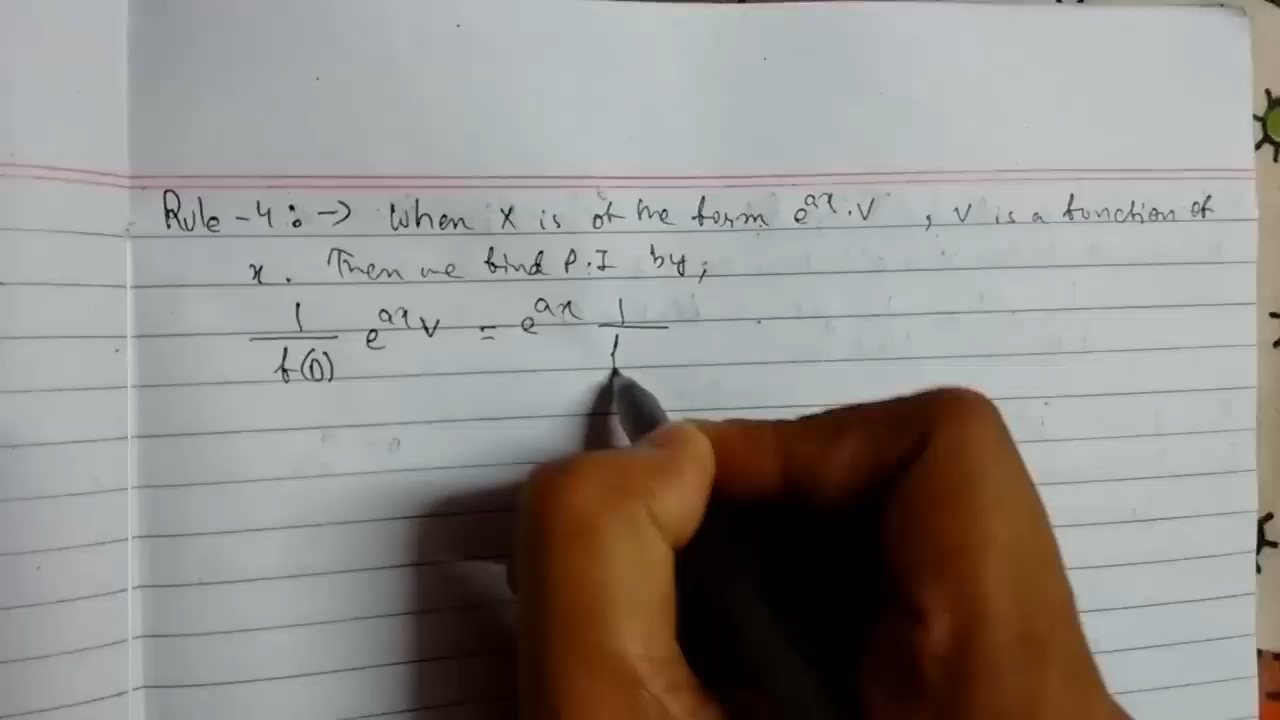 Rule - 4 : → When X is of the form e^{ax}.V , V is a function of
x. Then we find P.I by;
1/f(D) e^{ax}V = e^{ax} 1/